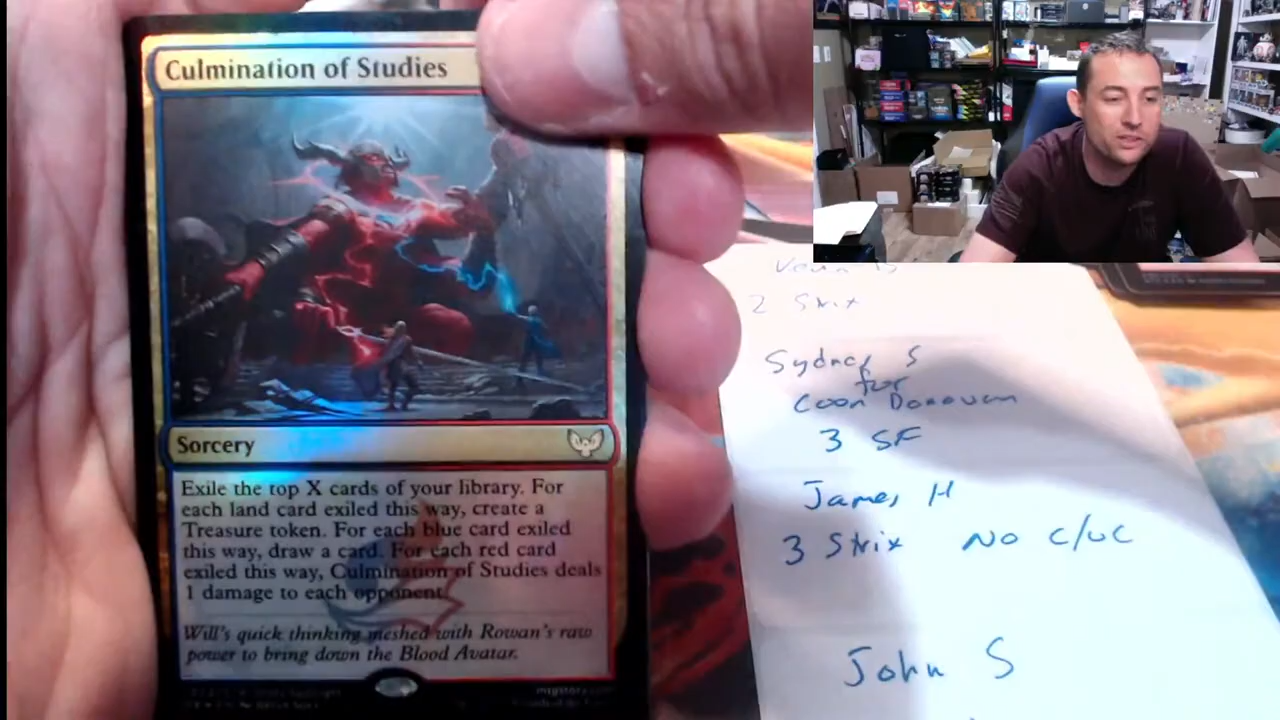 Culmination of Studies
Sorcery
Exile the top X cards of your library. For
each land card exiled this way, create a
Treasure token. For each blue card exiled
this way, draw a card. For each red card
exiled this way, Culmination of Studies deals
1 damage to each opponent.
Will's quick thinking meshed with Rowan's raw
power to bring down the Blood Avatar.
2 Strix
Sydney S
for
Coon Donovan
3 SF
James H
3 Strix No C/UC
John S